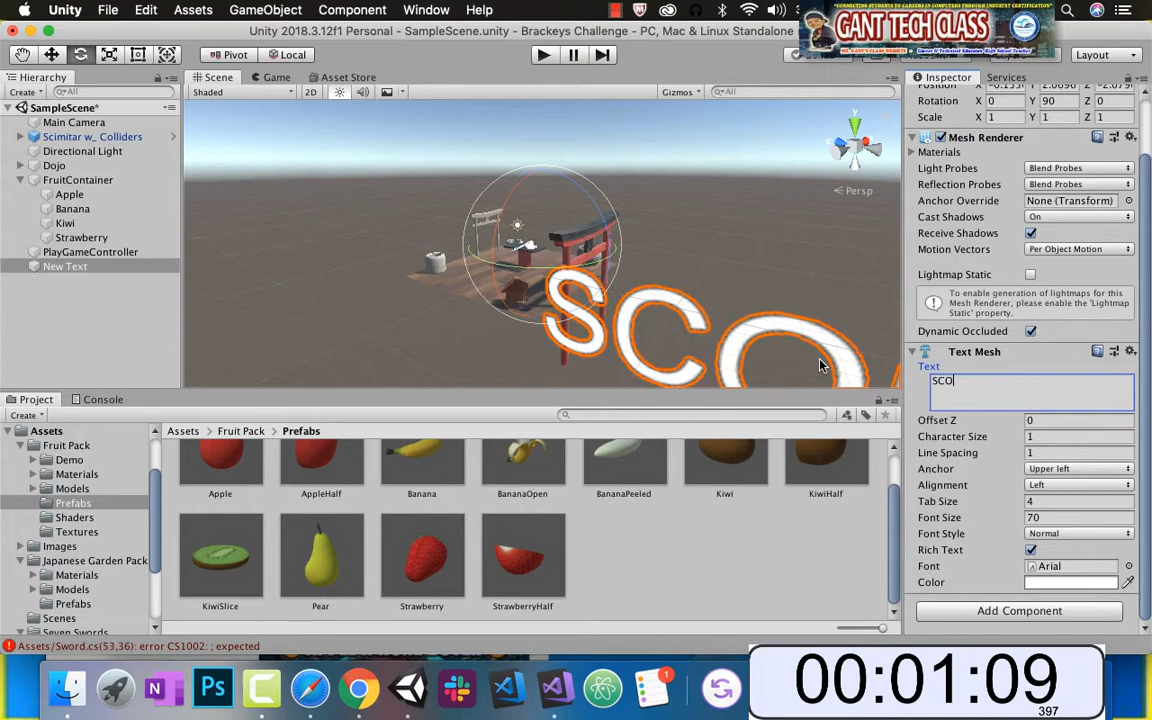 Finder File Edit Assets GameObject Component Window Help
Unity 2018.3.12f1 Personal - SampleScene.unity - Brackeys Challenge - PC, Mac & Linux Standalone
GANT TECH CLASS
Pivot Local Layout
Hierarchy Scene Game Asset Store Inspector Services
Create All Shaded 2D Gizmos All
Rotation X 0 Y 90 Z 0
Scale X 1 Y 1 Z 1
SampleScene*
Main Camera
Scimitar w_ Colliders
Directional Light
Dojo
FruitContainer
Apple
Banana
Kiwi
Strawberry
PlayGameController
New Text
y
Persp
SCO
Mesh Renderer
Materials
Light Probes Blend Probes
Reflection Probes Blend Probes
Anchor Override None (Transform)
Cast Shadows On
Receive Shadows
Motion Vectors Per Object Motion
Lightmap Static
To enable generation of lightmaps for this Mesh Renderer, please enable the 'Lightmap Static' property.
Dynamic Occluded
Text Mesh
Text
SCO
Offset Z 0
Character Size 1
Line Spacing 1
Anchor Upper left
Alignment Left
Tab Size 4
Font Size 70
Font Style Normal
Rich Text
Font Arial
Color
Add Component
Project Console
Create
Assets
Fruit Pack
Demo
Materials
Models
Prefabs
Shaders
Textures
Images
Japanese Garden Pack
Materials
Models
Prefabs
Scenes
Seven Swords
Assets Fruit Pack Prefabs
Apple AppleHalf Banana BananaOpen BananaPeeled Kiwi KiwiHalf
KiwiSlice Pear Strawberry StrawberryHalf
Assets/Sword.cs(53,36): error CS1002: ; expected
Ps
1
00:01:09
397